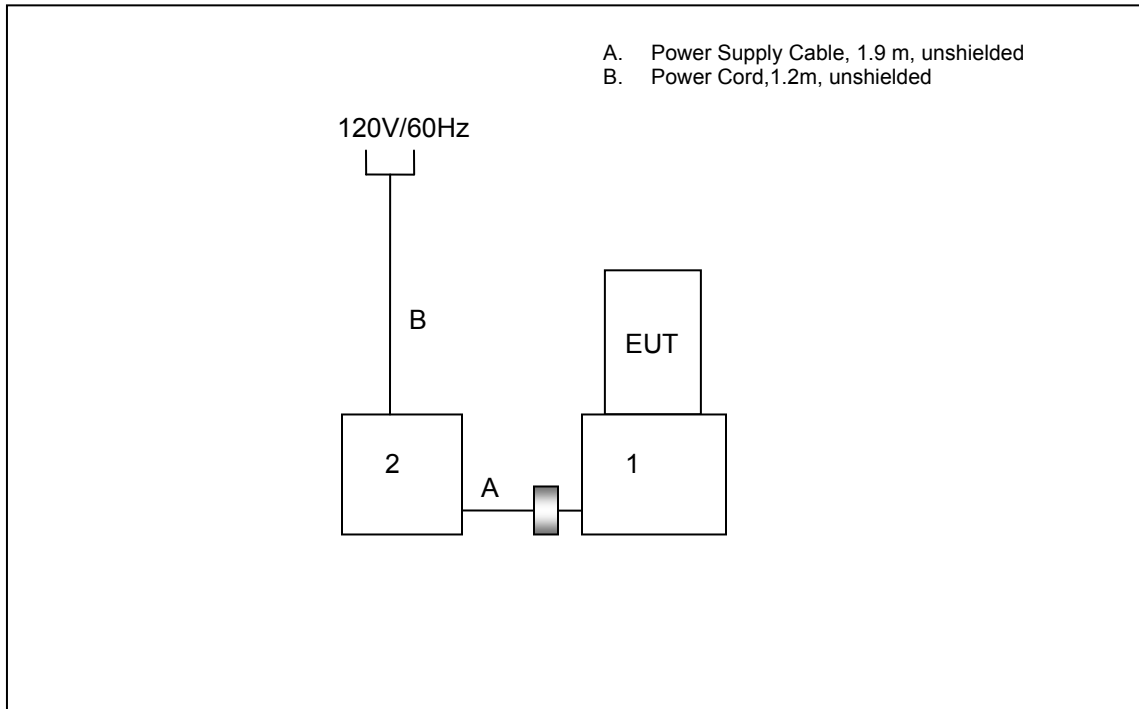 A. Power Supply Cable, 1.9 m, unshielded
B. Power Cord,1.2m, unshielded
120V/60Hz
B
EUT
2
A
1